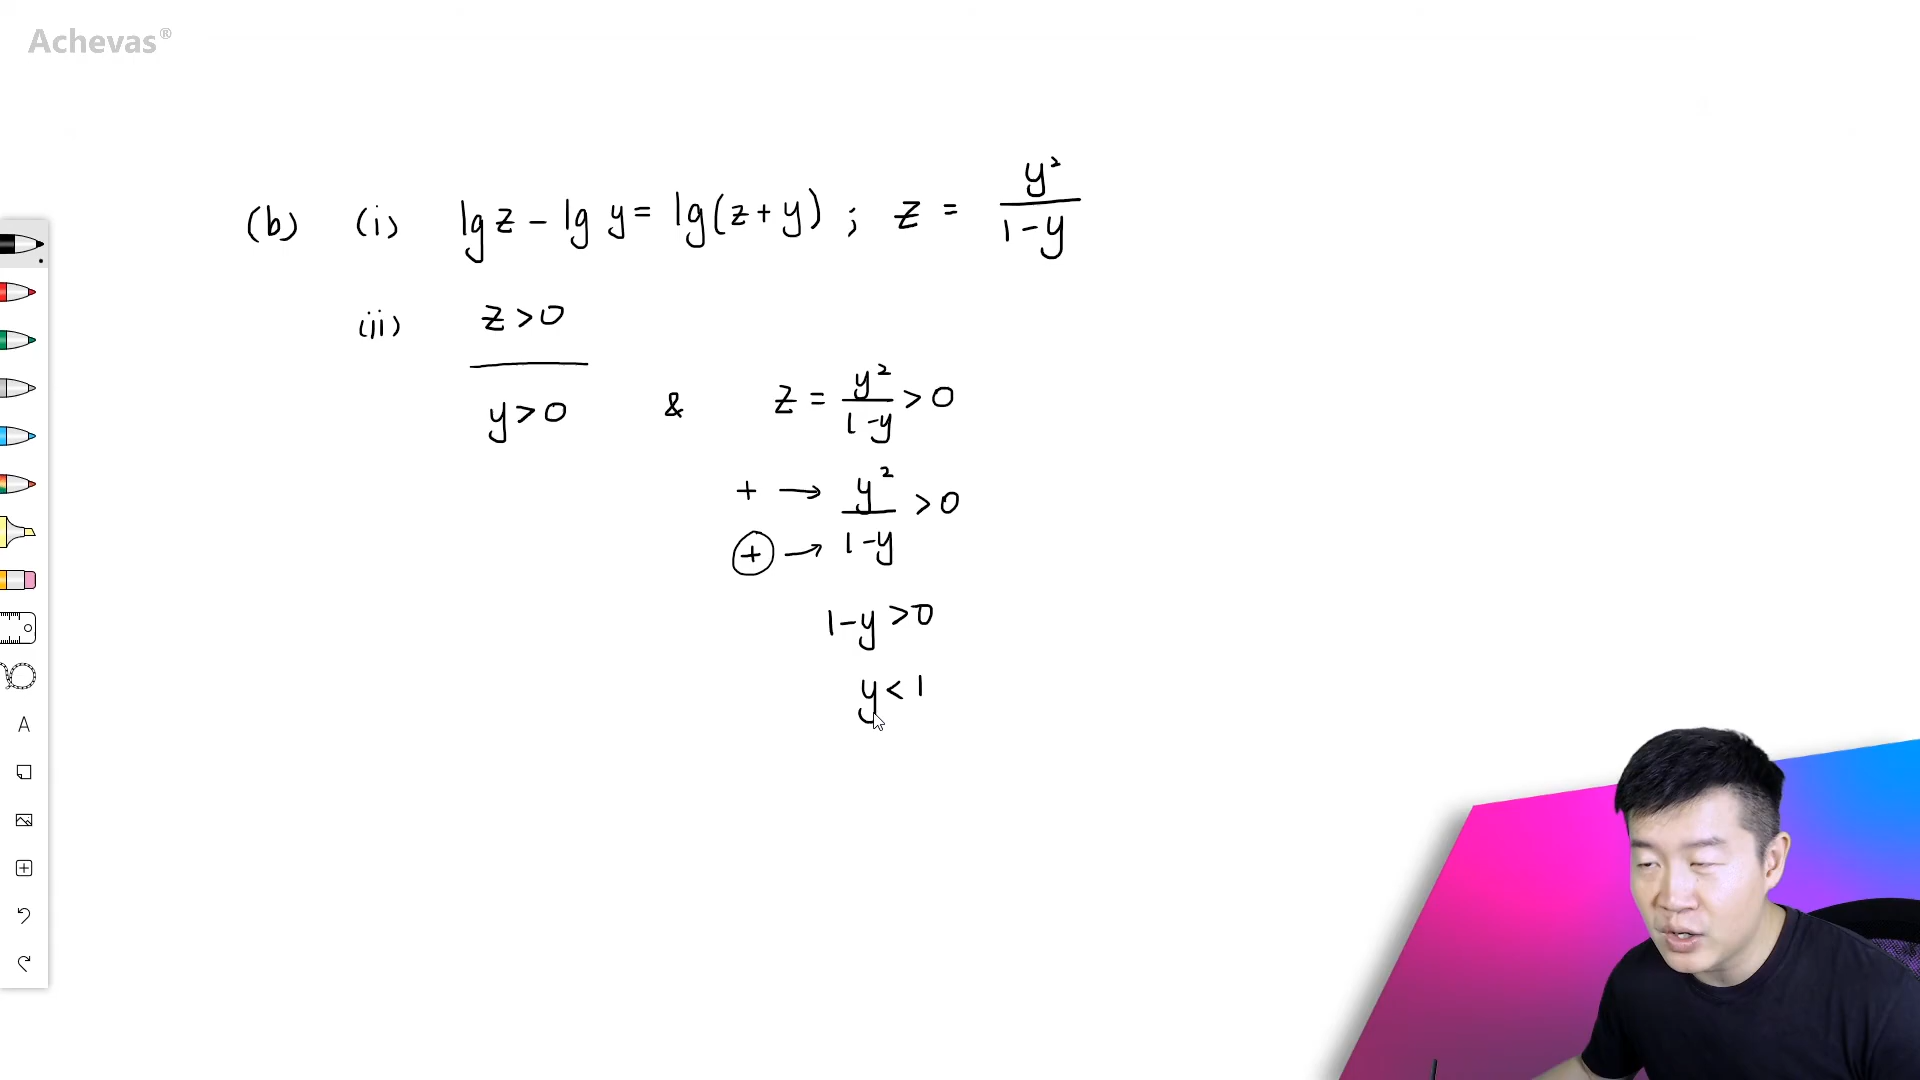 Achevas®
(b) (i) lg z - lg y = lg(z + y) ; z = y² / (1-y)
(ii) z > 0
y > 0 & z = y² / (1-y) > 0
+ → y² / (1-y) > 0
+ →
1-y > 0
y < 1
A